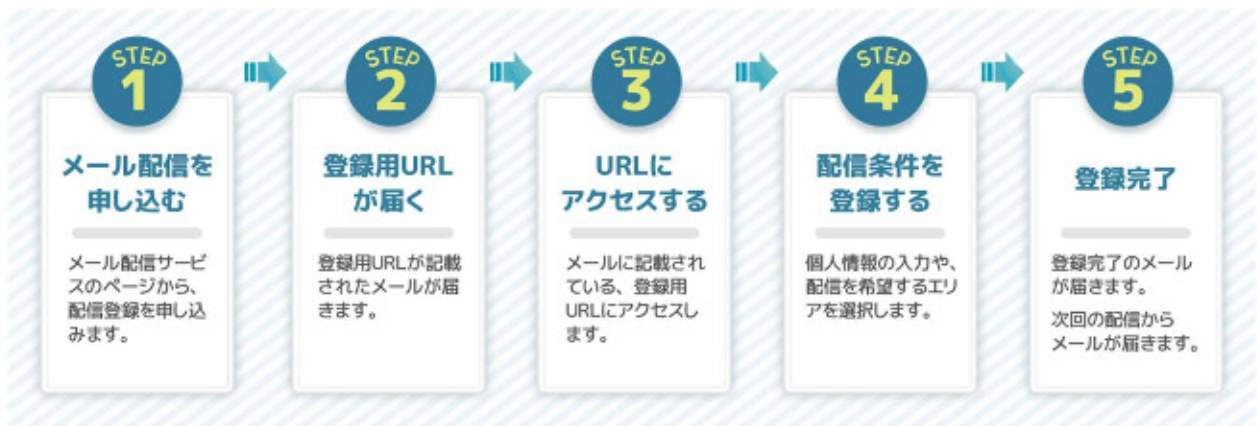 STEP
1
メール配信を
申し込む
メール配信サービ
スのページから、
配信登録を申し込
みます。
STEP
2
登録用URL
が届く
登録用URLが記載
されたメールが届
きます。
STEP
3
URLに
アクセスする
メールに記載され
ている、登録用
URLにアクセスし
ます。
STEP
4
配信条件を
登録する
個人情報の入力や、
配信を希望するエリ
アを選択します。
STEP
5
登録完了
登録完了のメール
が届きます。
次回の配信から
メールが届きます。